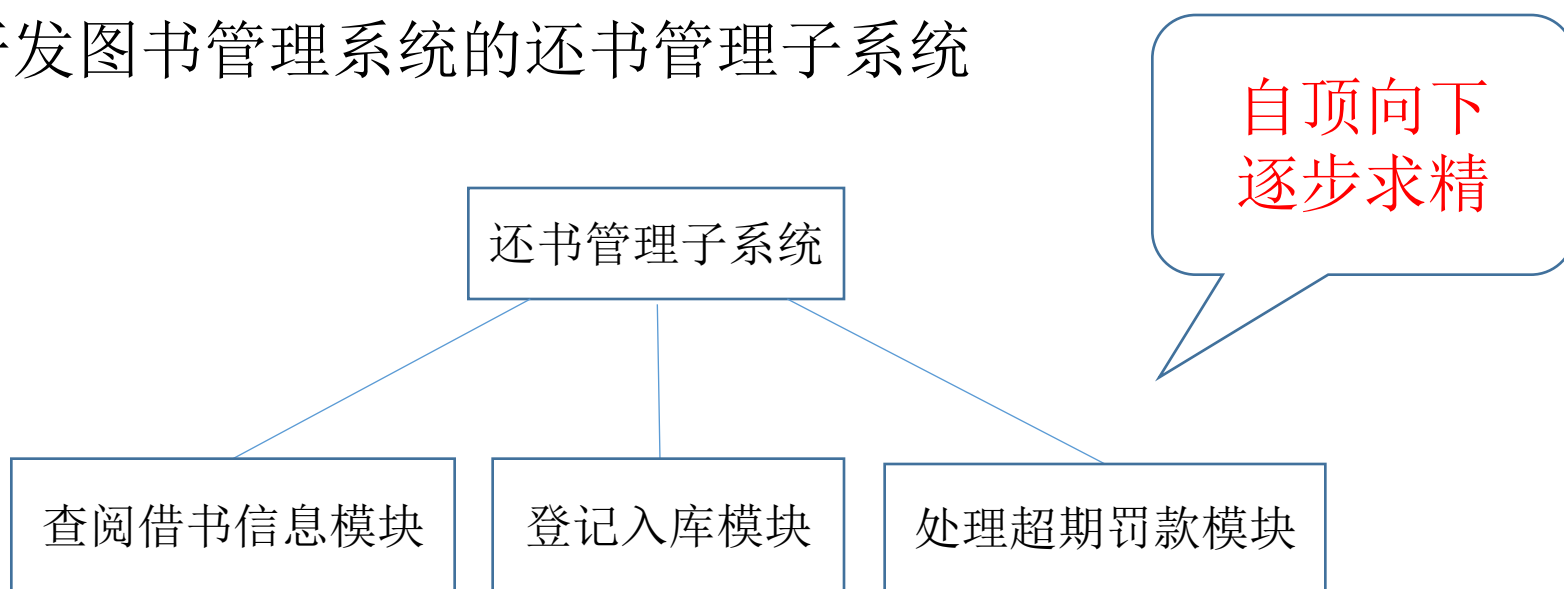 发图书管理系统的还书管理子系统
自顶向下
逐步求精
还书管理子系统
查阅借书信息模块
登记入库模块
处理超期罚款模块